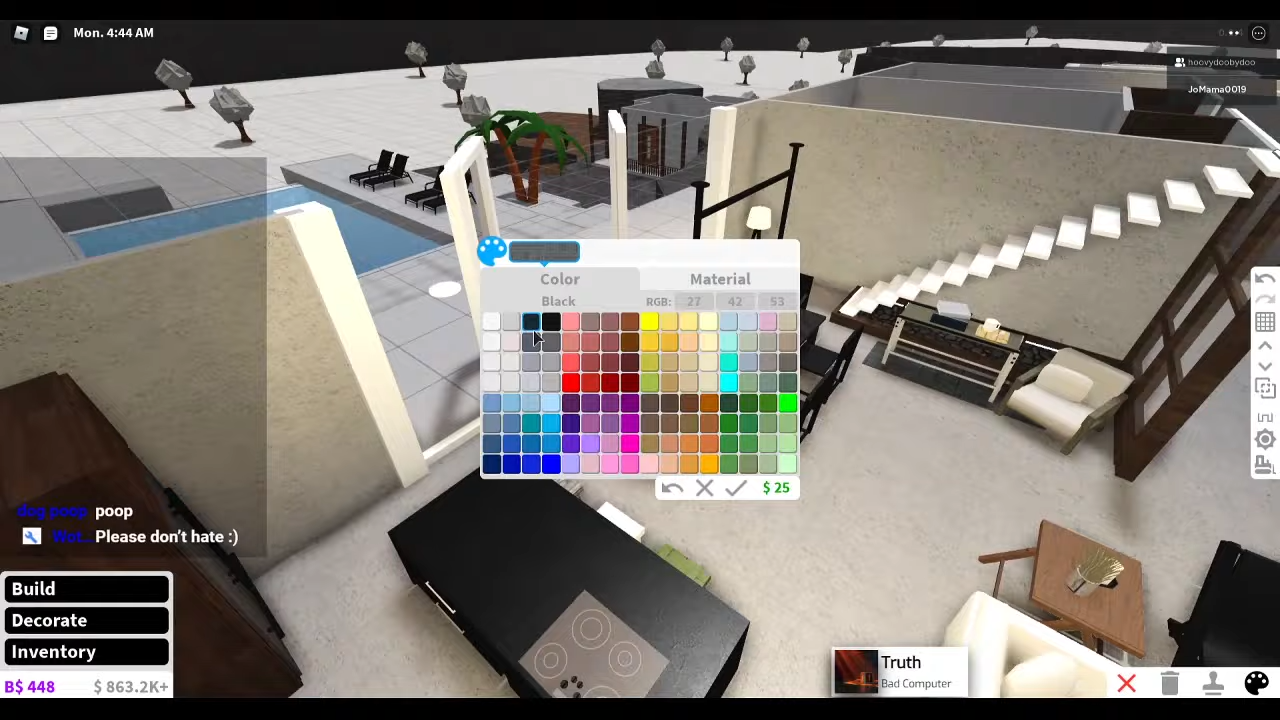 Mon. 4:44 AM
hoovydoobydoo
JoMama0019
Color
Material
Black
RGB: 27 42 53
$ 25
dog poop poop
Wot... Please don't hate :)
Build
Decorate
Inventory
B$ 448 $ 863.2K+
Truth
Bad Computer